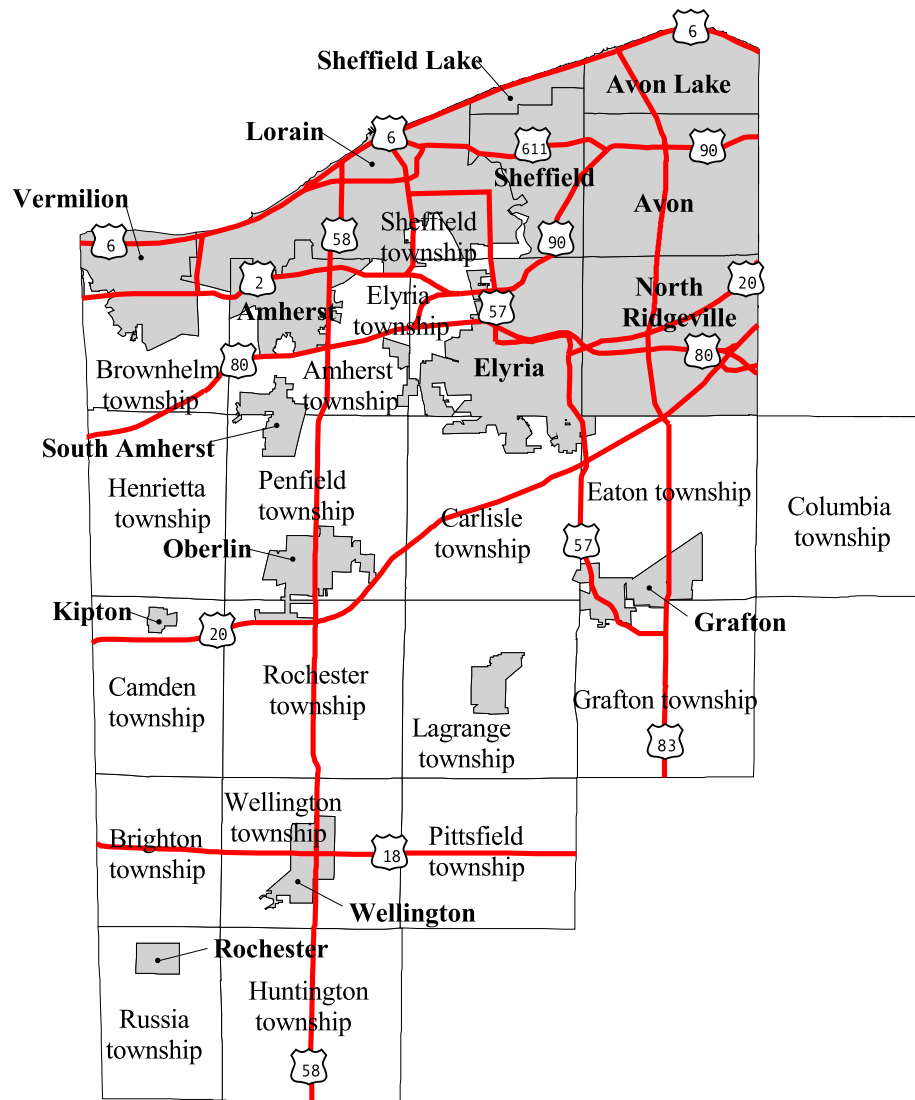 6
Sheffield Lake
Avon Lake
Lorain
6
611
90
Sheffield
Vermilion
Avon
Sheffield
township
58
6
90
2
20
North
Ridgeville
Elyria
township
57
Amherst
80
80
Brownhelm
township
Amherst
township
Elyria
South Amherst
Henrietta
township
Penfield
township
Carlisle
township
Eaton township
Columbia
township
Oberlin
57
Kipton
20
Grafton
Camden
township
Rochester
township
Grafton township
Lagrange
township
83
Wellington
township
Brighton
township
18
Pittsfield
township
Wellington
Rochester
Huntington
township
Russia
township
58